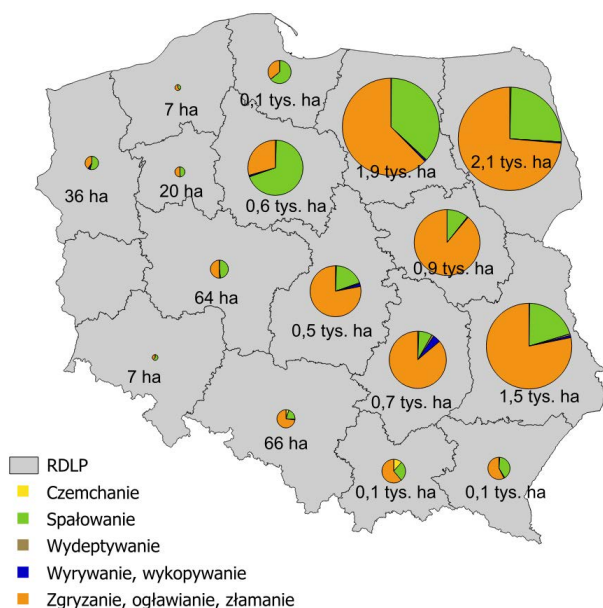 0,1 tys. ha
7 ha
1,9 tys. ha
2,1 tys. ha
36 ha
20 ha
0,6 tys. ha
0,9 tys. ha
64 ha
0,5 tys. ha
7 ha
0,7 tys. ha
1,5 tys. ha
66 ha
0,1 tys. ha
0,1 tys. ha
RDLP
Czemchanie
Spałowanie
Wydeptywanie
Wyrywanie, wykopywanie
Zgryzanie, ogławianie, złamanie